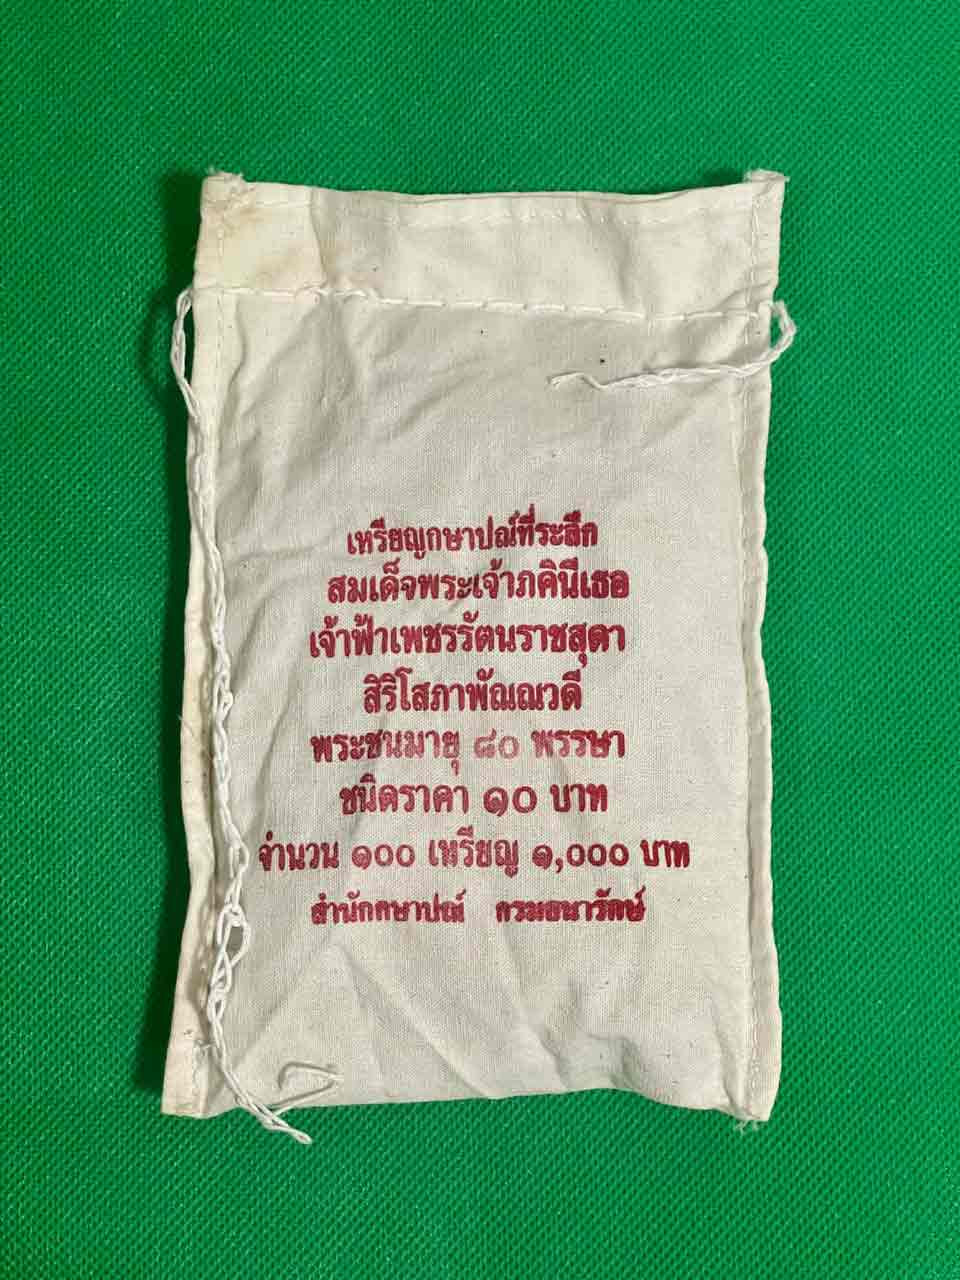 เหรียญกษาปณ์ที่ระลึก
สมเด็จพระเจ้าภคินีเธอ
เจ้าฟ้าเพชรรัตนราชสุดา
สิริโสภาพัณณวดี
พระชนมายุ ๘๐ พรรษา
ชนิดราคา ๑๐ บาท
จำนวน ๑๐๐ เหรียญ ๑,๐๐๐ บาท
สำนักกษาปณ์ กรมธนารักษ์